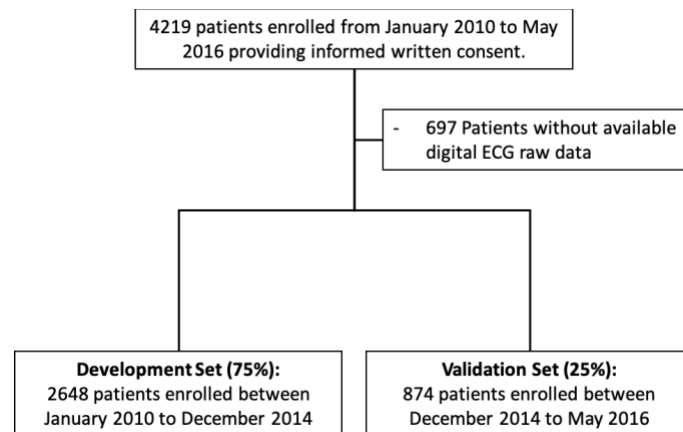 4219 patients enrolled from January 2010 to May
2016 providing informed written consent.
- 697 Patients without available
digital ECG raw data
Development Set (75%):
2648 patients enrolled between
January 2010 to December 2014
Validation Set (25%):
874 patients enrolled between
December 2014 to May 2016